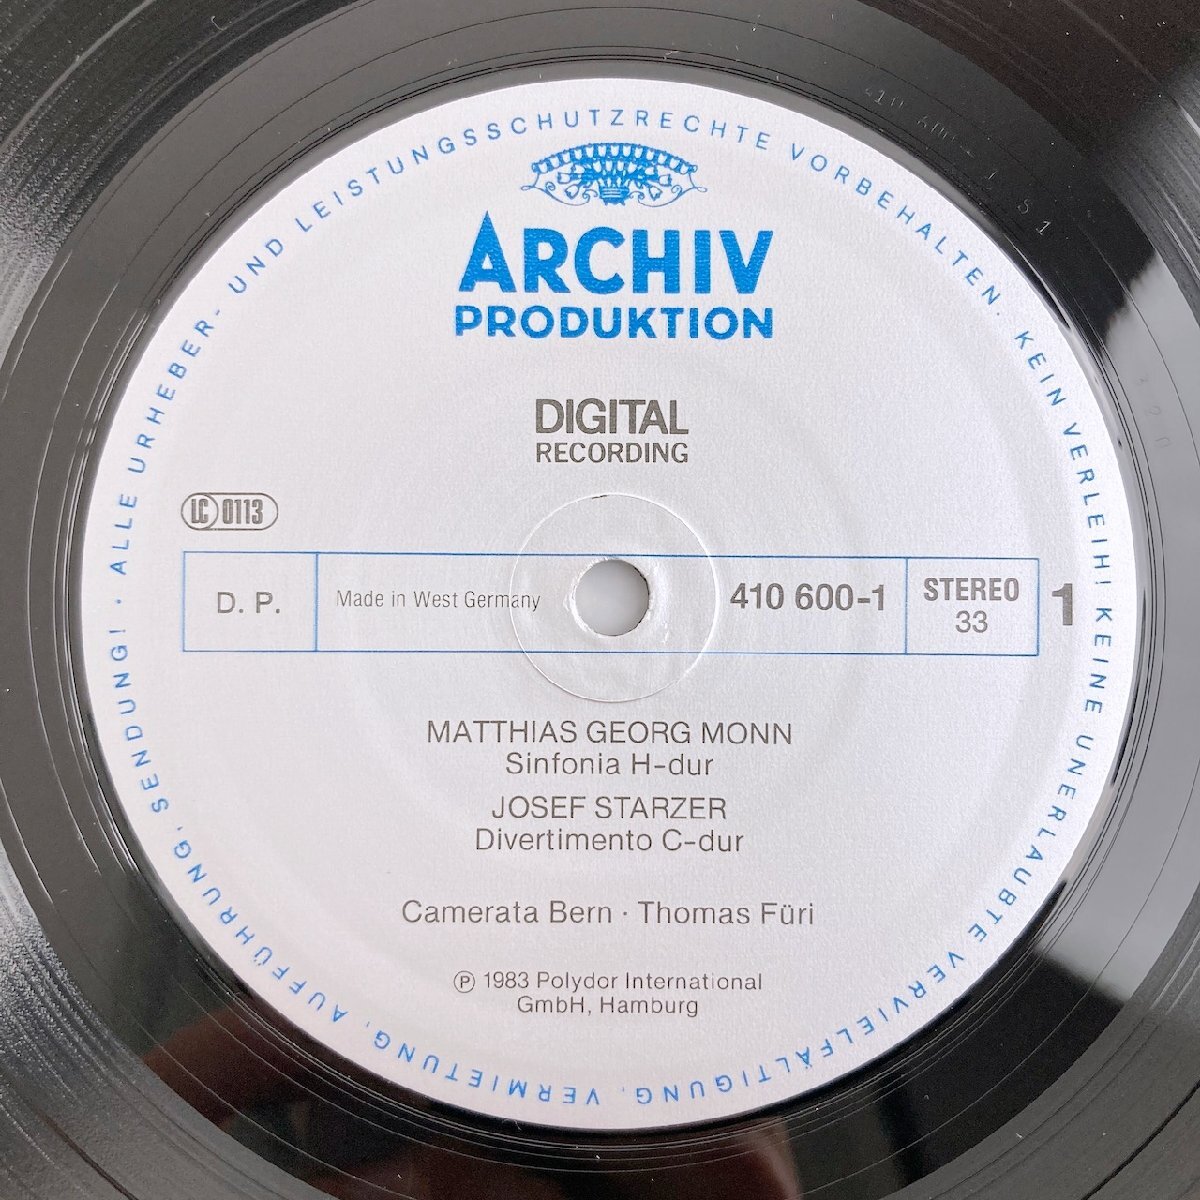 ALLE URHEBER- UND LEISTUNGSSCHUTZRECHTE VORBEHALTEN. KEIN VERLEIH! KEINE UNERLAUBTE VERVIELFÄLTIGUNG, VERMIETUNG, AUFFÜHRUNG, SENDUNG! ·
ARCHIV
PRODUKTION
DIGITAL
RECORDING
LC 0113
D. P.
Made in West Germany
410 600-1
STEREO
33
1
MATTHIAS GEORG MONN
Sinfonia H-dur
JOSEF STARZER
Divertimento C-dur
Camerata Bern · Thomas Füri
℗ 1983 Polydor International
GmbH, Hamburg